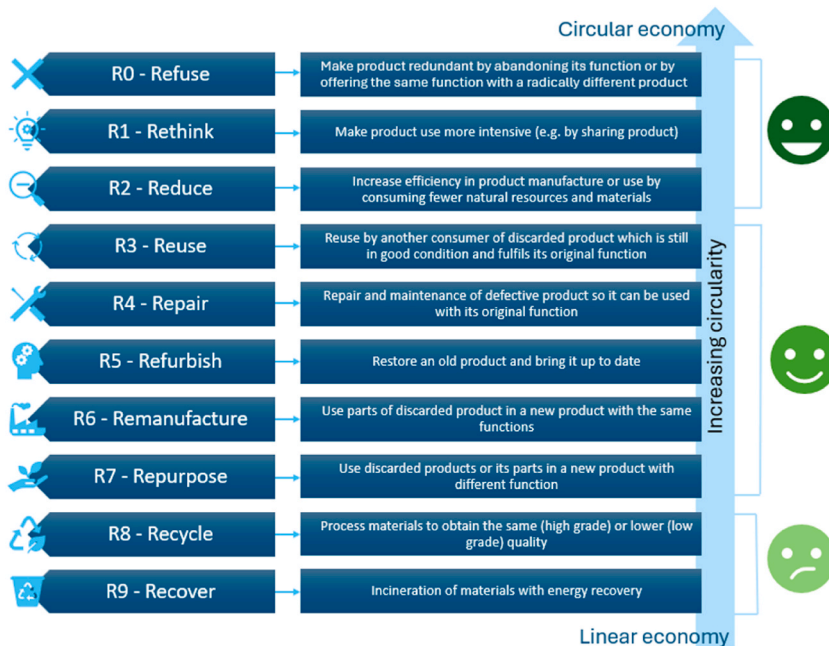 Circular economy
R0 - Refuse
Make product redundant by abandoning its function or by
offering the same function with a radically different product
R1 - Rethink
Make product use more intensive (e.g. by sharing product)
R2 - Reduce
Increase efficiency in product manufacture or use by
consuming fewer natural resources and materials
R3 - Reuse
Reuse by another consumer of discarded product which is still
in good condition and fulfils its original function
R4 - Repair
Repair and maintenance of defective product so it can be used
with its original function
R5 - Refurbish
Restore an old product and bring it up to date
R6 - Remanufacture
Use parts of discarded product in a new product with the same
functions
R7 - Repurpose
Use discarded products or its parts in a new product with
different function
R8 - Recycle
Process materials to obtain the same (high grade) or lower (low
grade) quality
R9 - Recover
Incineration of materials with energy recovery
Increasing circularity
Linear economy